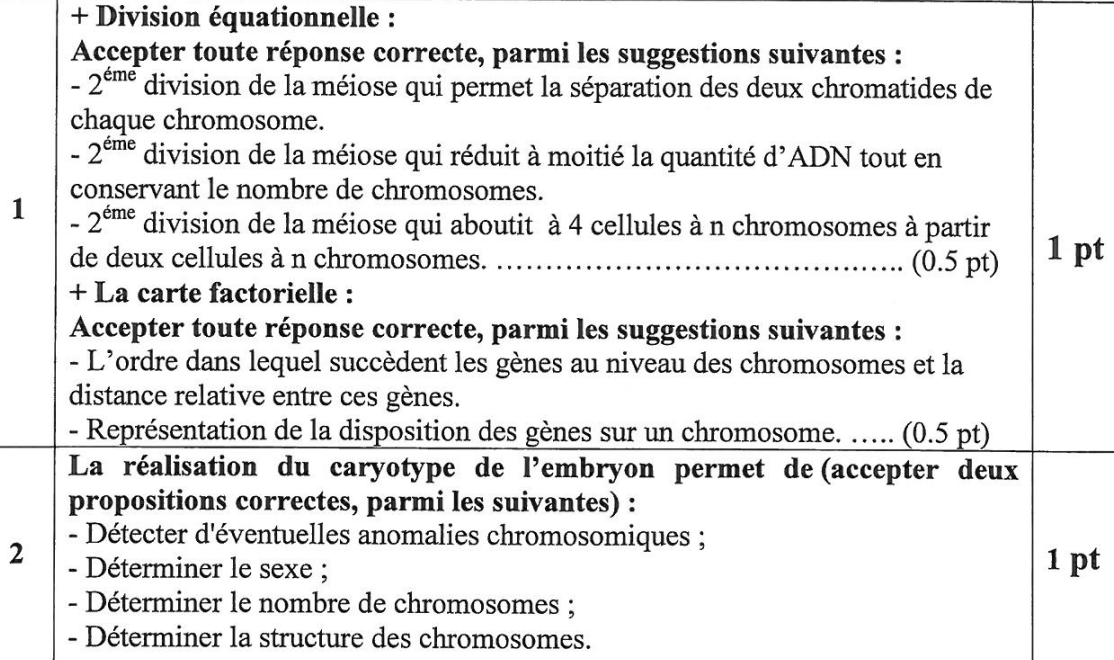 + Division équationnelle :
Accepter toute réponse correcte, parmi les suggestions suivantes :
- 2éme division de la méiose qui permet la séparation des deux chromatides de
chaque chromosome.
- 2éme division de la méiose qui réduit à moitié la quantité d'ADN tout en
conservant le nombre de chromosomes.
1
- 2éme division de la méiose qui aboutit à 4 cellules à n chromosomes à partir
de deux cellules à n chromosomes. ………………………………….. (0.5 pt)
1 pt
+ La carte factorielle :
Accepter toute réponse correcte, parmi les suggestions suivantes :
- L'ordre dans lequel succèdent les gènes au niveau des chromosomes et la
distance relative entre ces gènes.
- Représentation de la disposition des gènes sur un chromosome. ….. (0.5 pt)
La réalisation du caryotype de l'embryon permet de (accepter deux
propositions correctes, parmi les suivantes) :
- Détecter d'éventuelles anomalies chromosomiques ;
2
- Déterminer le sexe ;
1 pt
- Déterminer le nombre de chromosomes ;
- Déterminer la structure des chromosomes.